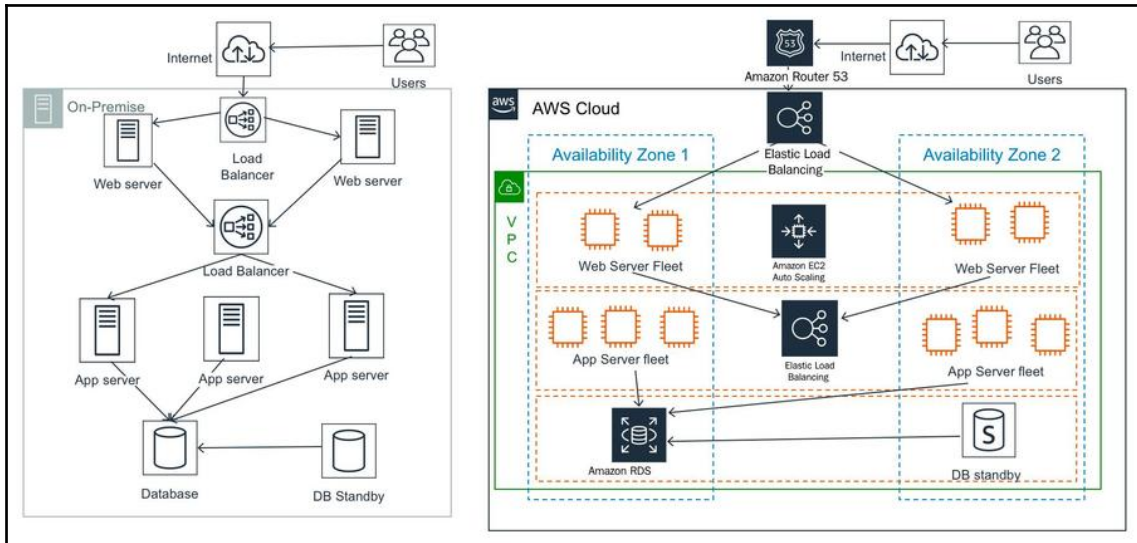 Internet
Users
On-Premise
Load
Balancer
Web server
Web server
Load Balancer
App server
App server
App server
Database
DB Standby
53
Amazon Router 53
Internet
Users
aws
AWS Cloud
Availability Zone 1
Elastic Load
Balancing
Availability Zone 2
V
P
C
Web Server Fleet
Amazon EC2
Auto Scaling
Web Server Fleet
App Server fleet
Elastic Load
Balancing
App Server fleet
Amazon RDS
S
DB standby